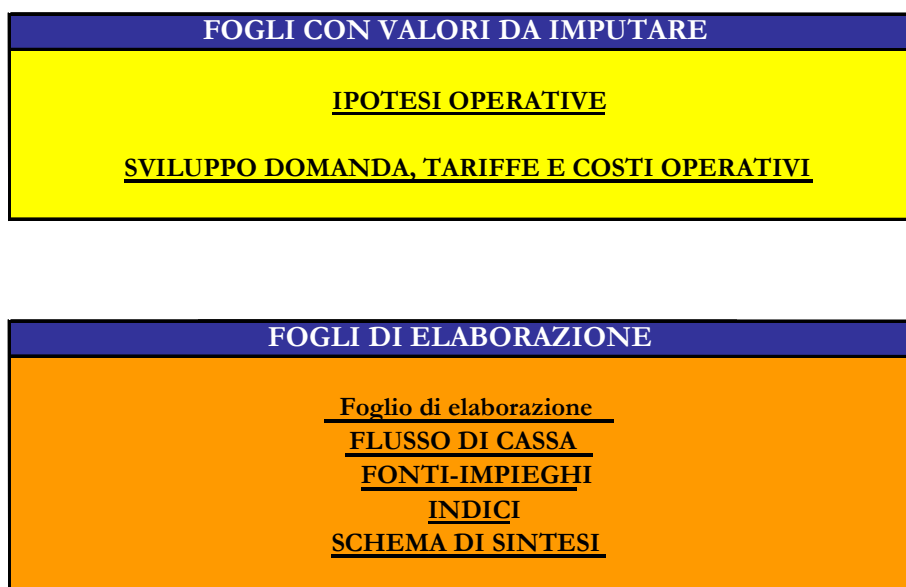 FOGLI CON VALORI DA IMPUTARE
IPOTESI OPERATIVE
SVILUPPO DOMANDA, TARIFFE E COSTI OPERATIVI
FOGLI DI ELABORAZIONE
Foglio di elaborazione
FLUSSO DI CASSA
FONTI-IMPIEGHI
INDICI
SCHEMA DI SINTESI